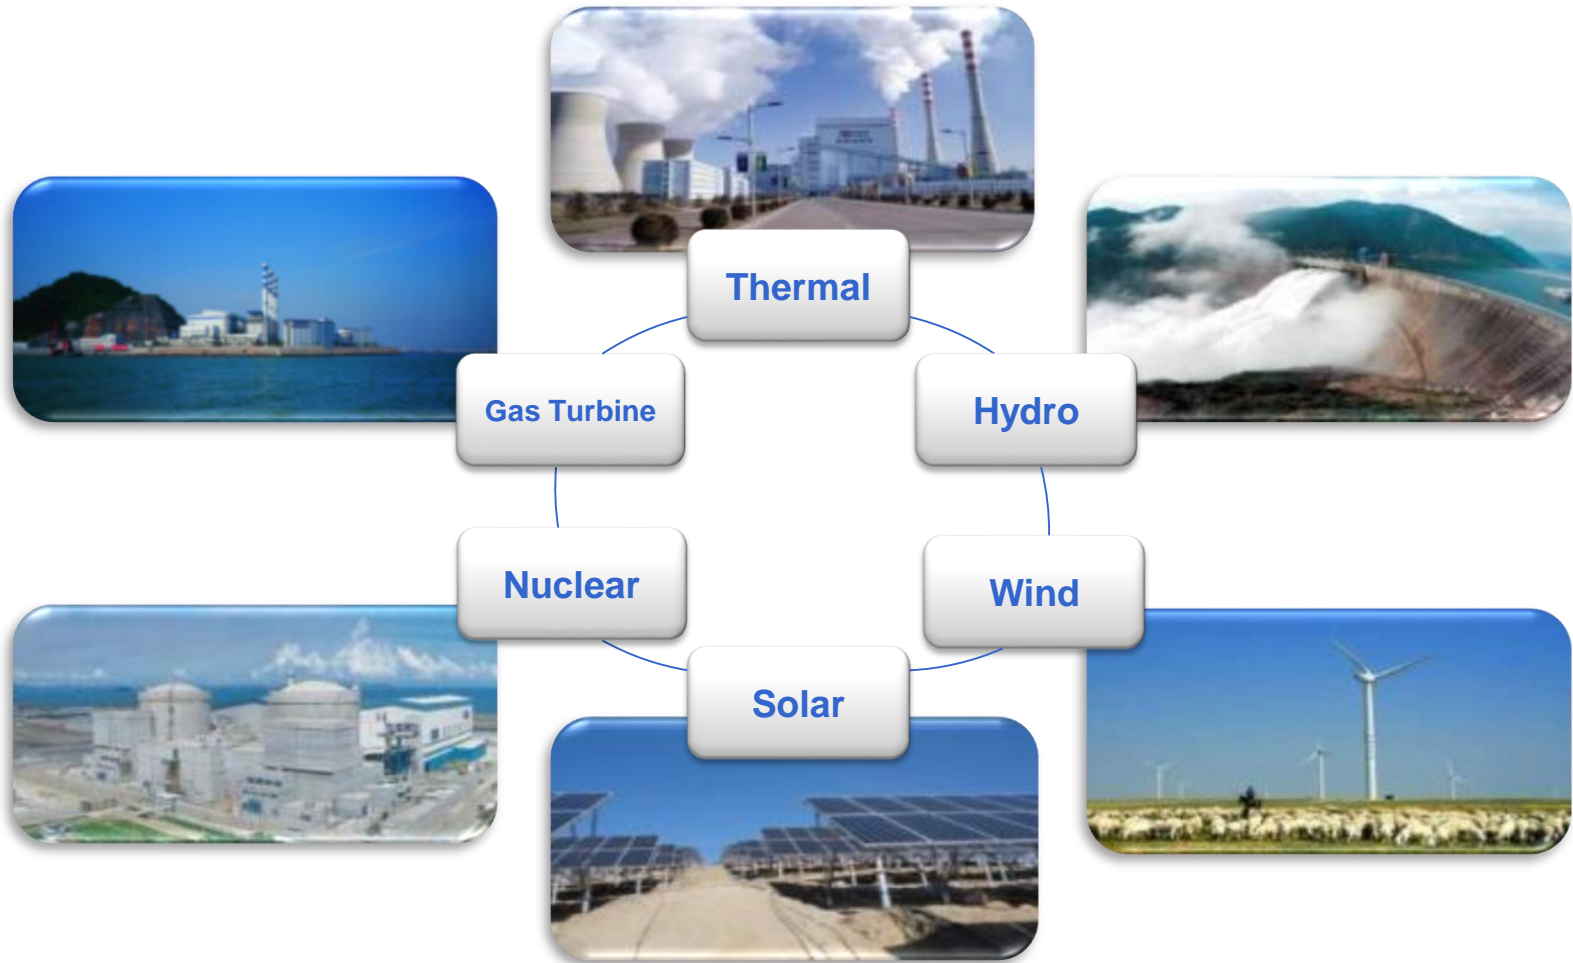 Thermal
Gas Turbine
Hydro
Nuclear
Wind
Solar